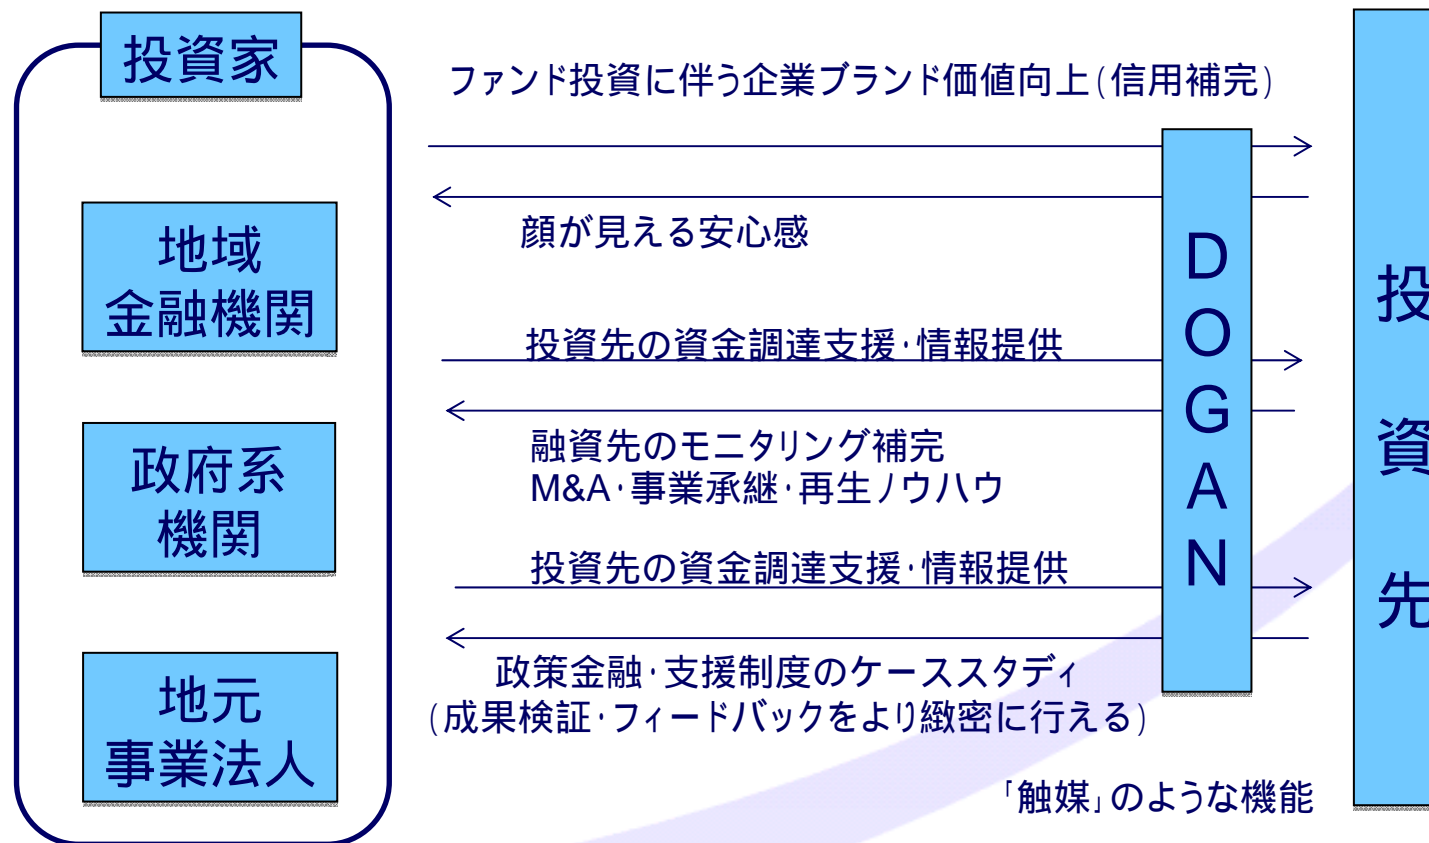 投資家
地域
金融機関
政府系
機関
地元
事業法人
ファンド投資に伴う企業ブランド価値向上(信用補完)
顔が見える安心感
投資先の資金調達支援･情報提供
融資先のモニタリング補完
M&A･事業承継･再生ノウハウ
投資先の資金調達支援･情報提供
政策金融･支援制度のケーススタディ
(成果検証･フィードバックをより緻密に行える)
｢触媒｣のような機能
DOGAN
投資先